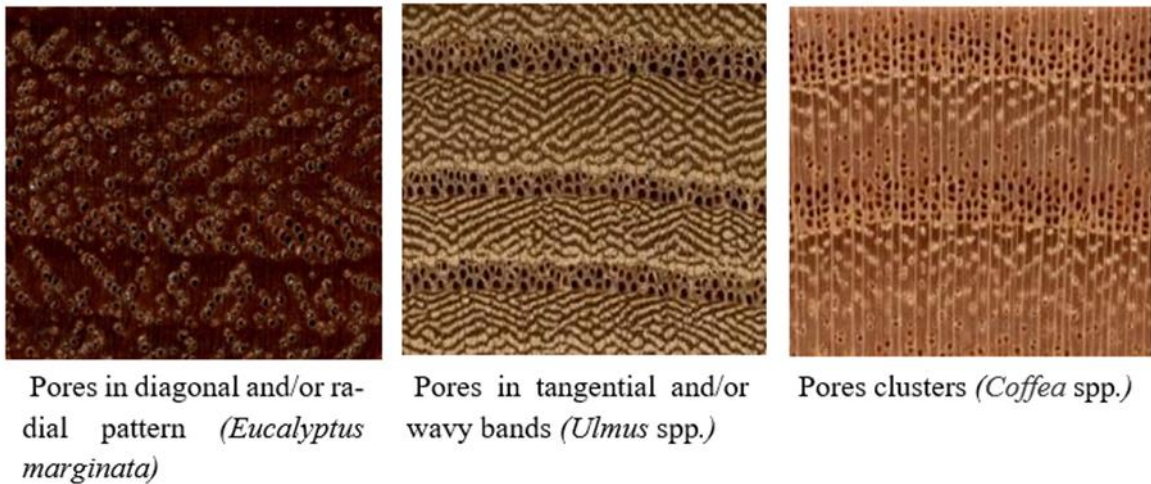 Pores in diagonal and/or ra-
dial pattern (Eucalyptus
marginata)
Pores in tangential and/or
wavy bands (Ulmus spp.)
Pores clusters (Coffea spp.)